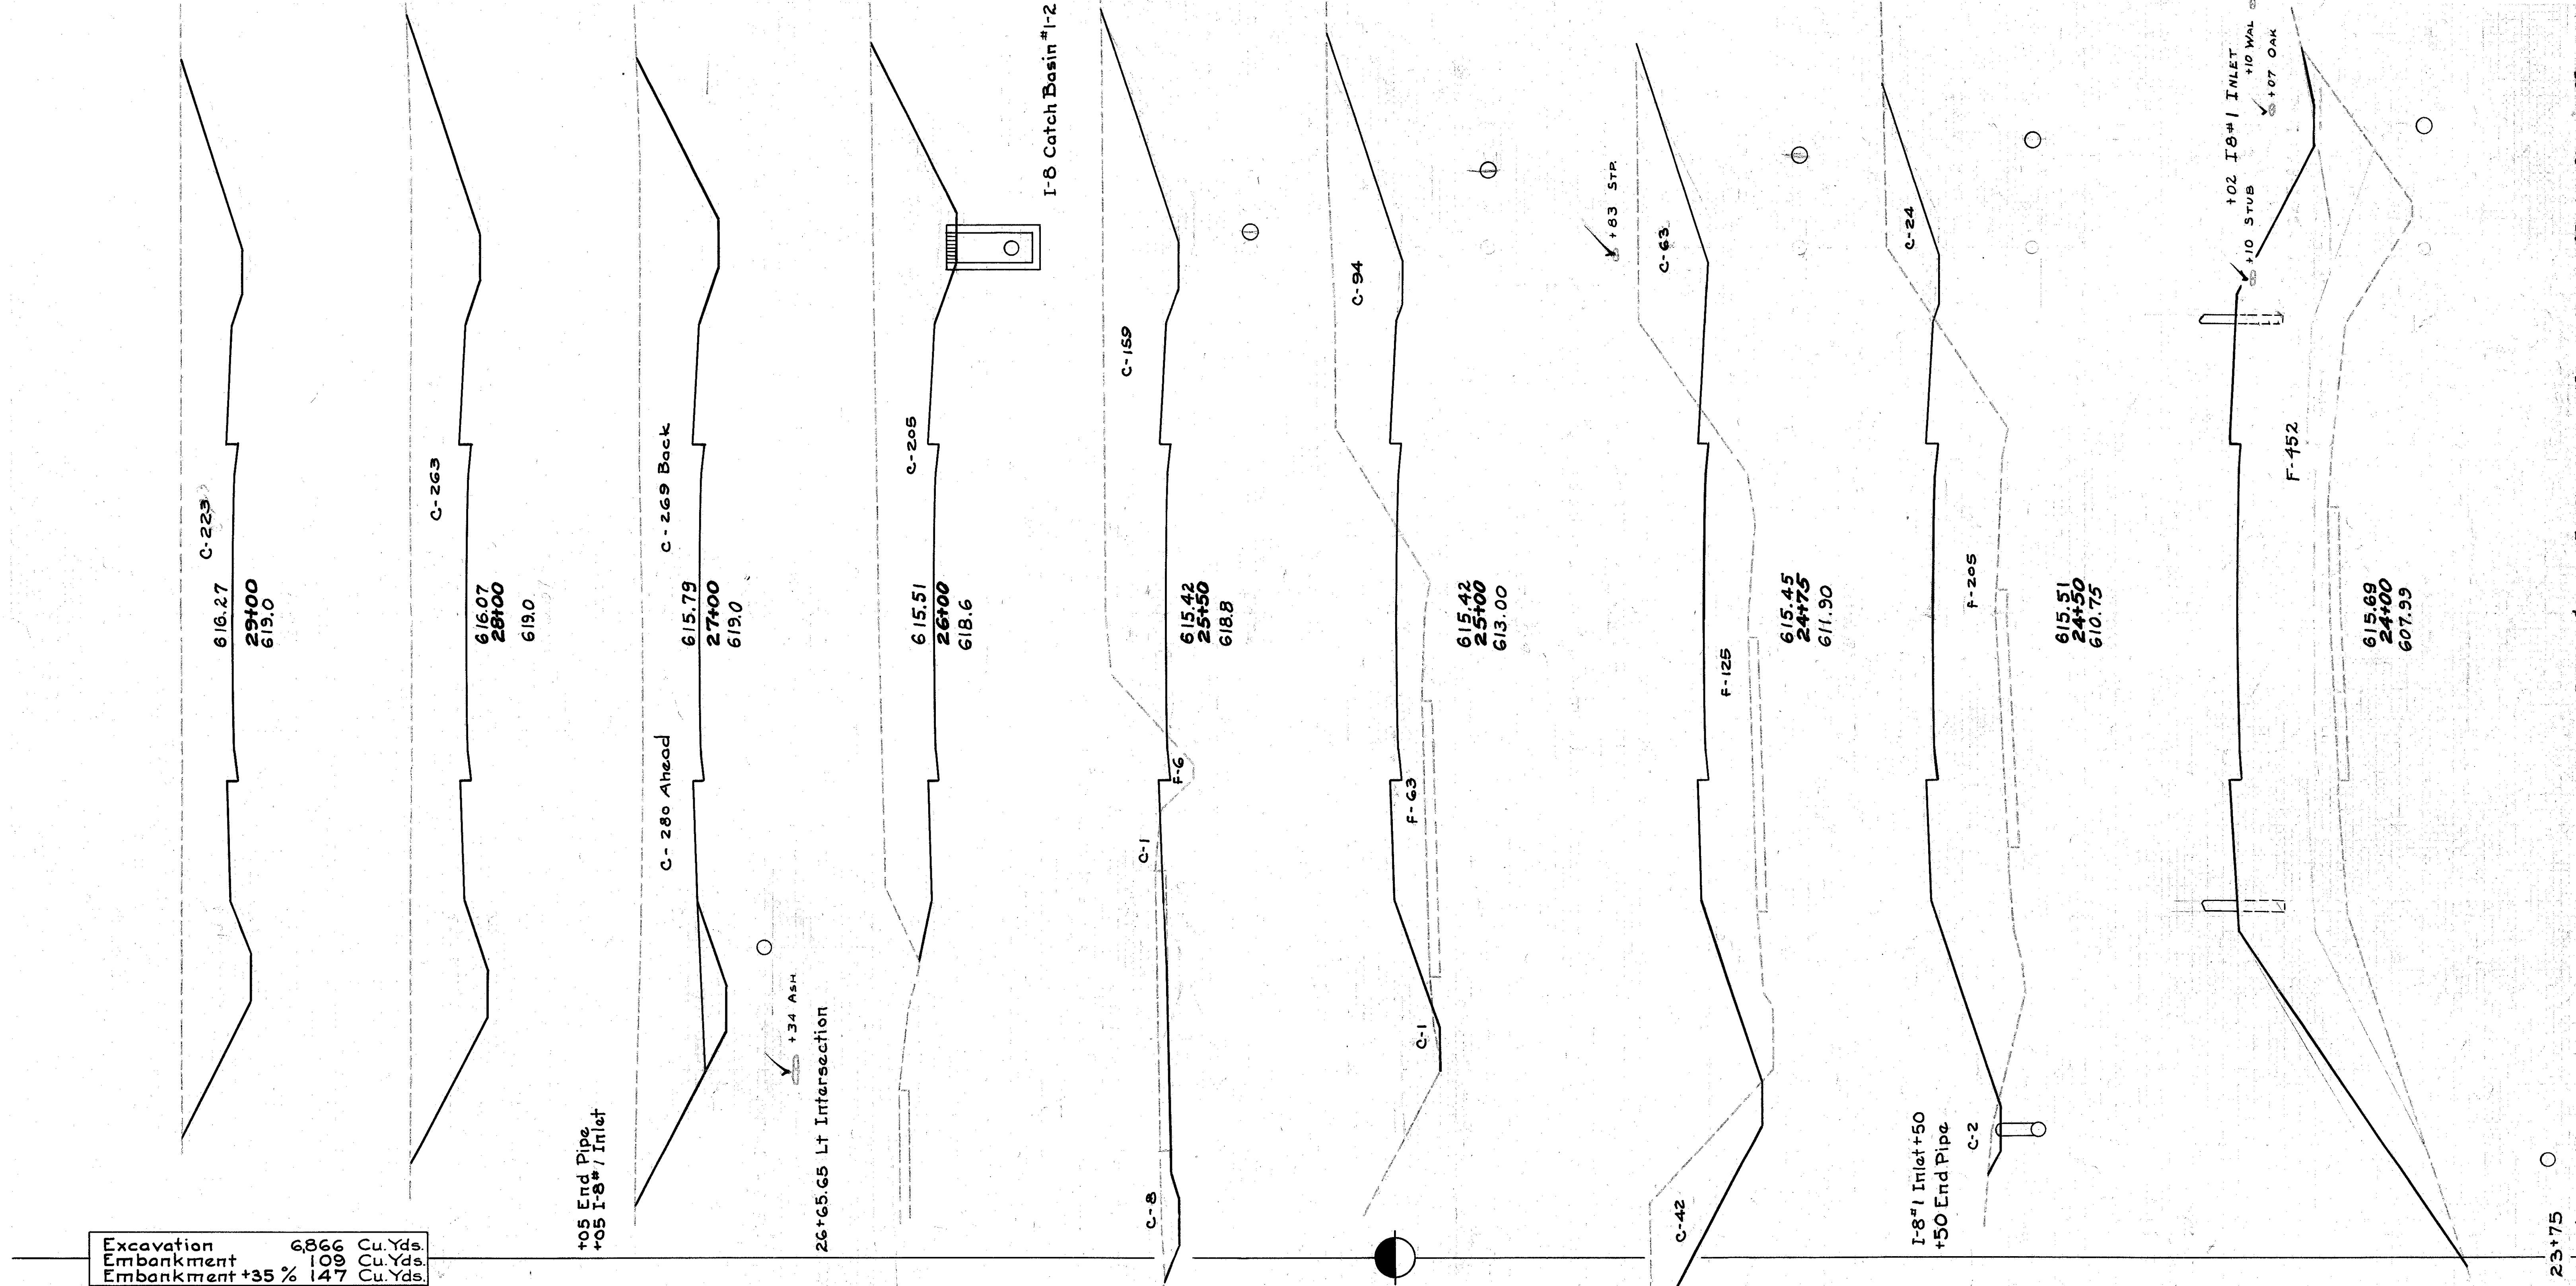 C-223
616.27
29+00
619.0
C-263
616.07
28+00
619.0
C-269 Back
615.79
27+00
619.0
C-280 Ahead
+34 ASH
+05 End Pipe
+05 I-8#1 Inlet
26+65.65 Lt Intersection
I-8 Catch Basin #1-2
C-205
615.51
26+00
618.6
C-159
615.42
25+50
618.8
F-6
C-1
C-8
C-94
615.42
25+00
613.00
F-63
C-1
+83 STP.
C-63
615.45
24+75
611.90
F-125
C-42
C-24
F-205
615.51
24+50
610.75
C-2
I-8#1 Inlet+50
+50 End Pipe
+02 I8#1 INLET
+10 STUB
+10 WAL
+07 OAK
F-452
615.69
24+00
607.99
23+75
Excavation 6,866 Cu.Yds.
Embankment 109 Cu.Yds.
Embankment +35 % 147 Cu.Yds.